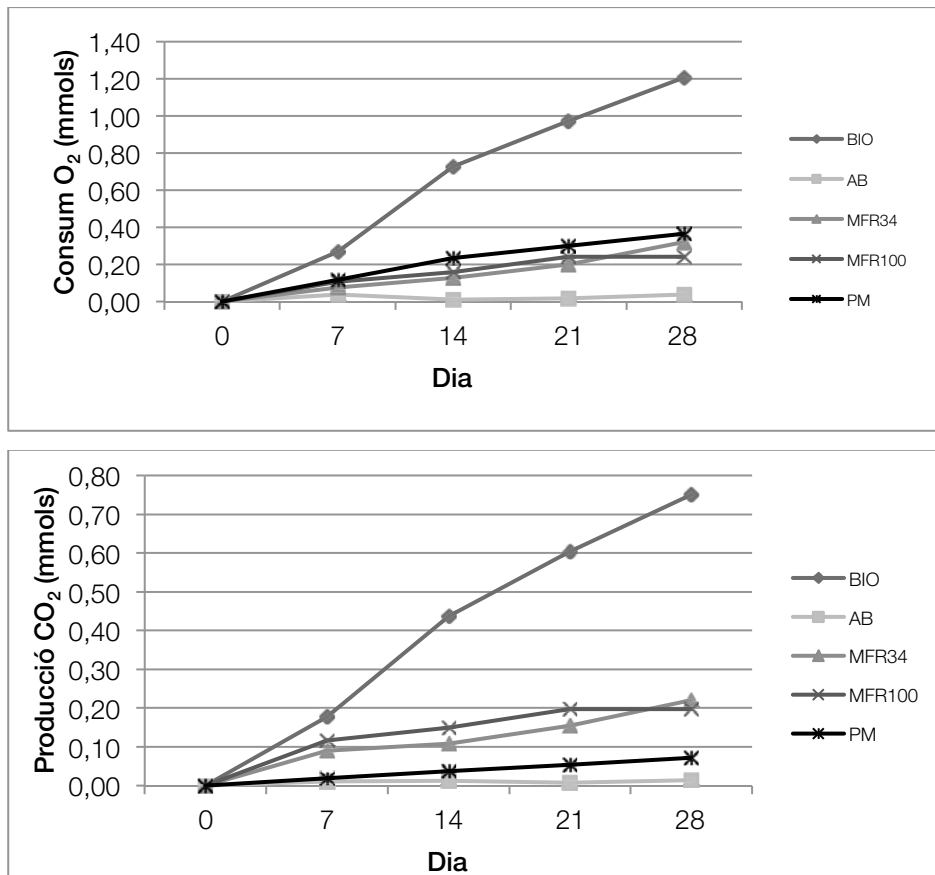 1,40
1,20
1,00
0,80
0,60
0,40
0,20
0,00
Consum O₂ (mmols)
0 7 14 21 28
Dia
BIO
AB
MFR34
MFR100
PM
0,80
0,70
0,60
0,50
0,40
0,30
0,20
0,10
0,00
Producció CO₂ (mmols)
0 7 14 21 28
Dia
BIO
AB
MFR34
MFR100
PM